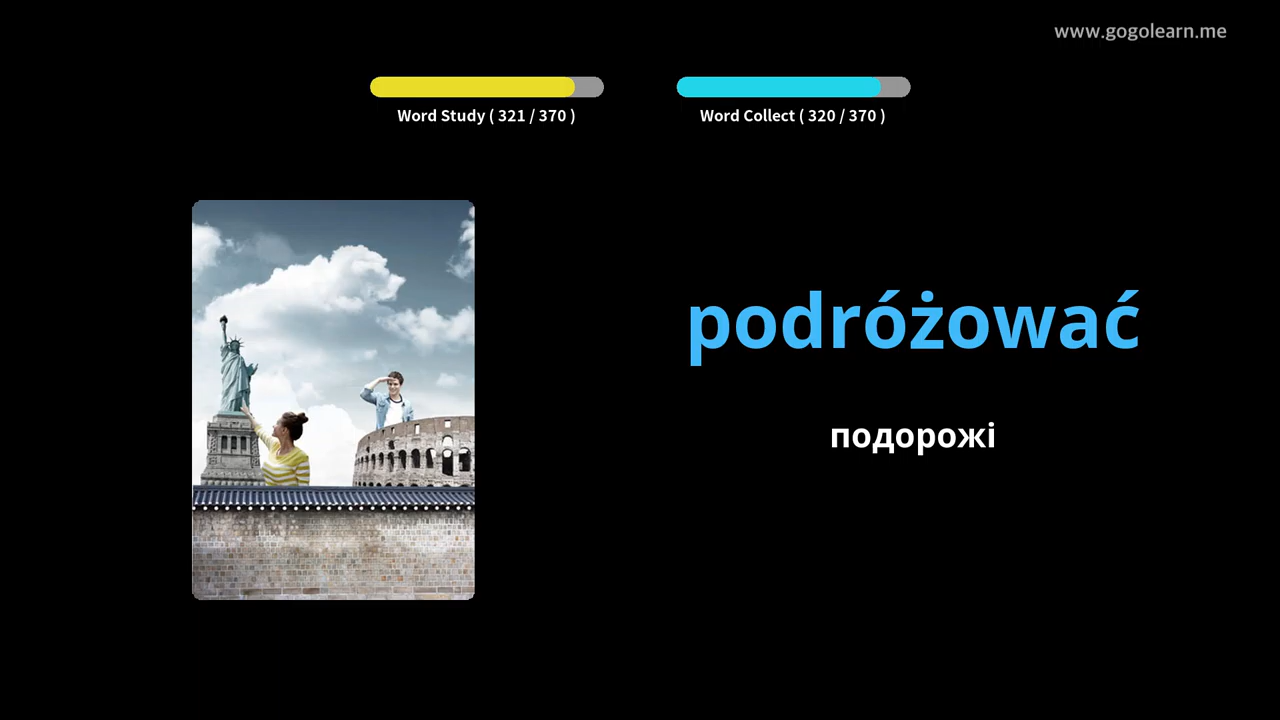 www.gogolearn.me
Word Study ( 321 / 370 )
Word Collect ( 320 / 370 )
podróżować
подорожі